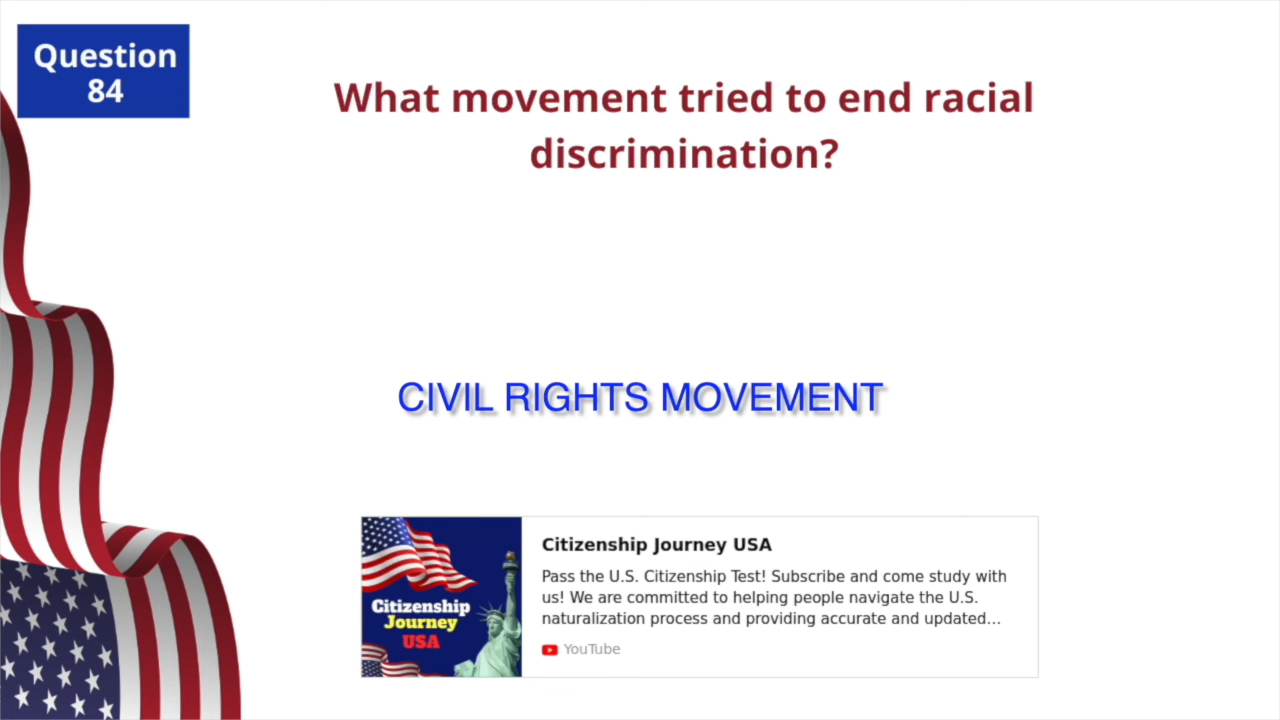 Question
84
What movement tried to end racial
discrimination?
CIVIL RIGHTS MOVEMENT
Citizenship
Journey
USA
Citizenship Journey USA
Pass the U.S. Citizenship Test! Subscribe and come study with
us! We are committed to helping people navigate the U.S.
naturalization process and providing accurate and updated...
YouTube